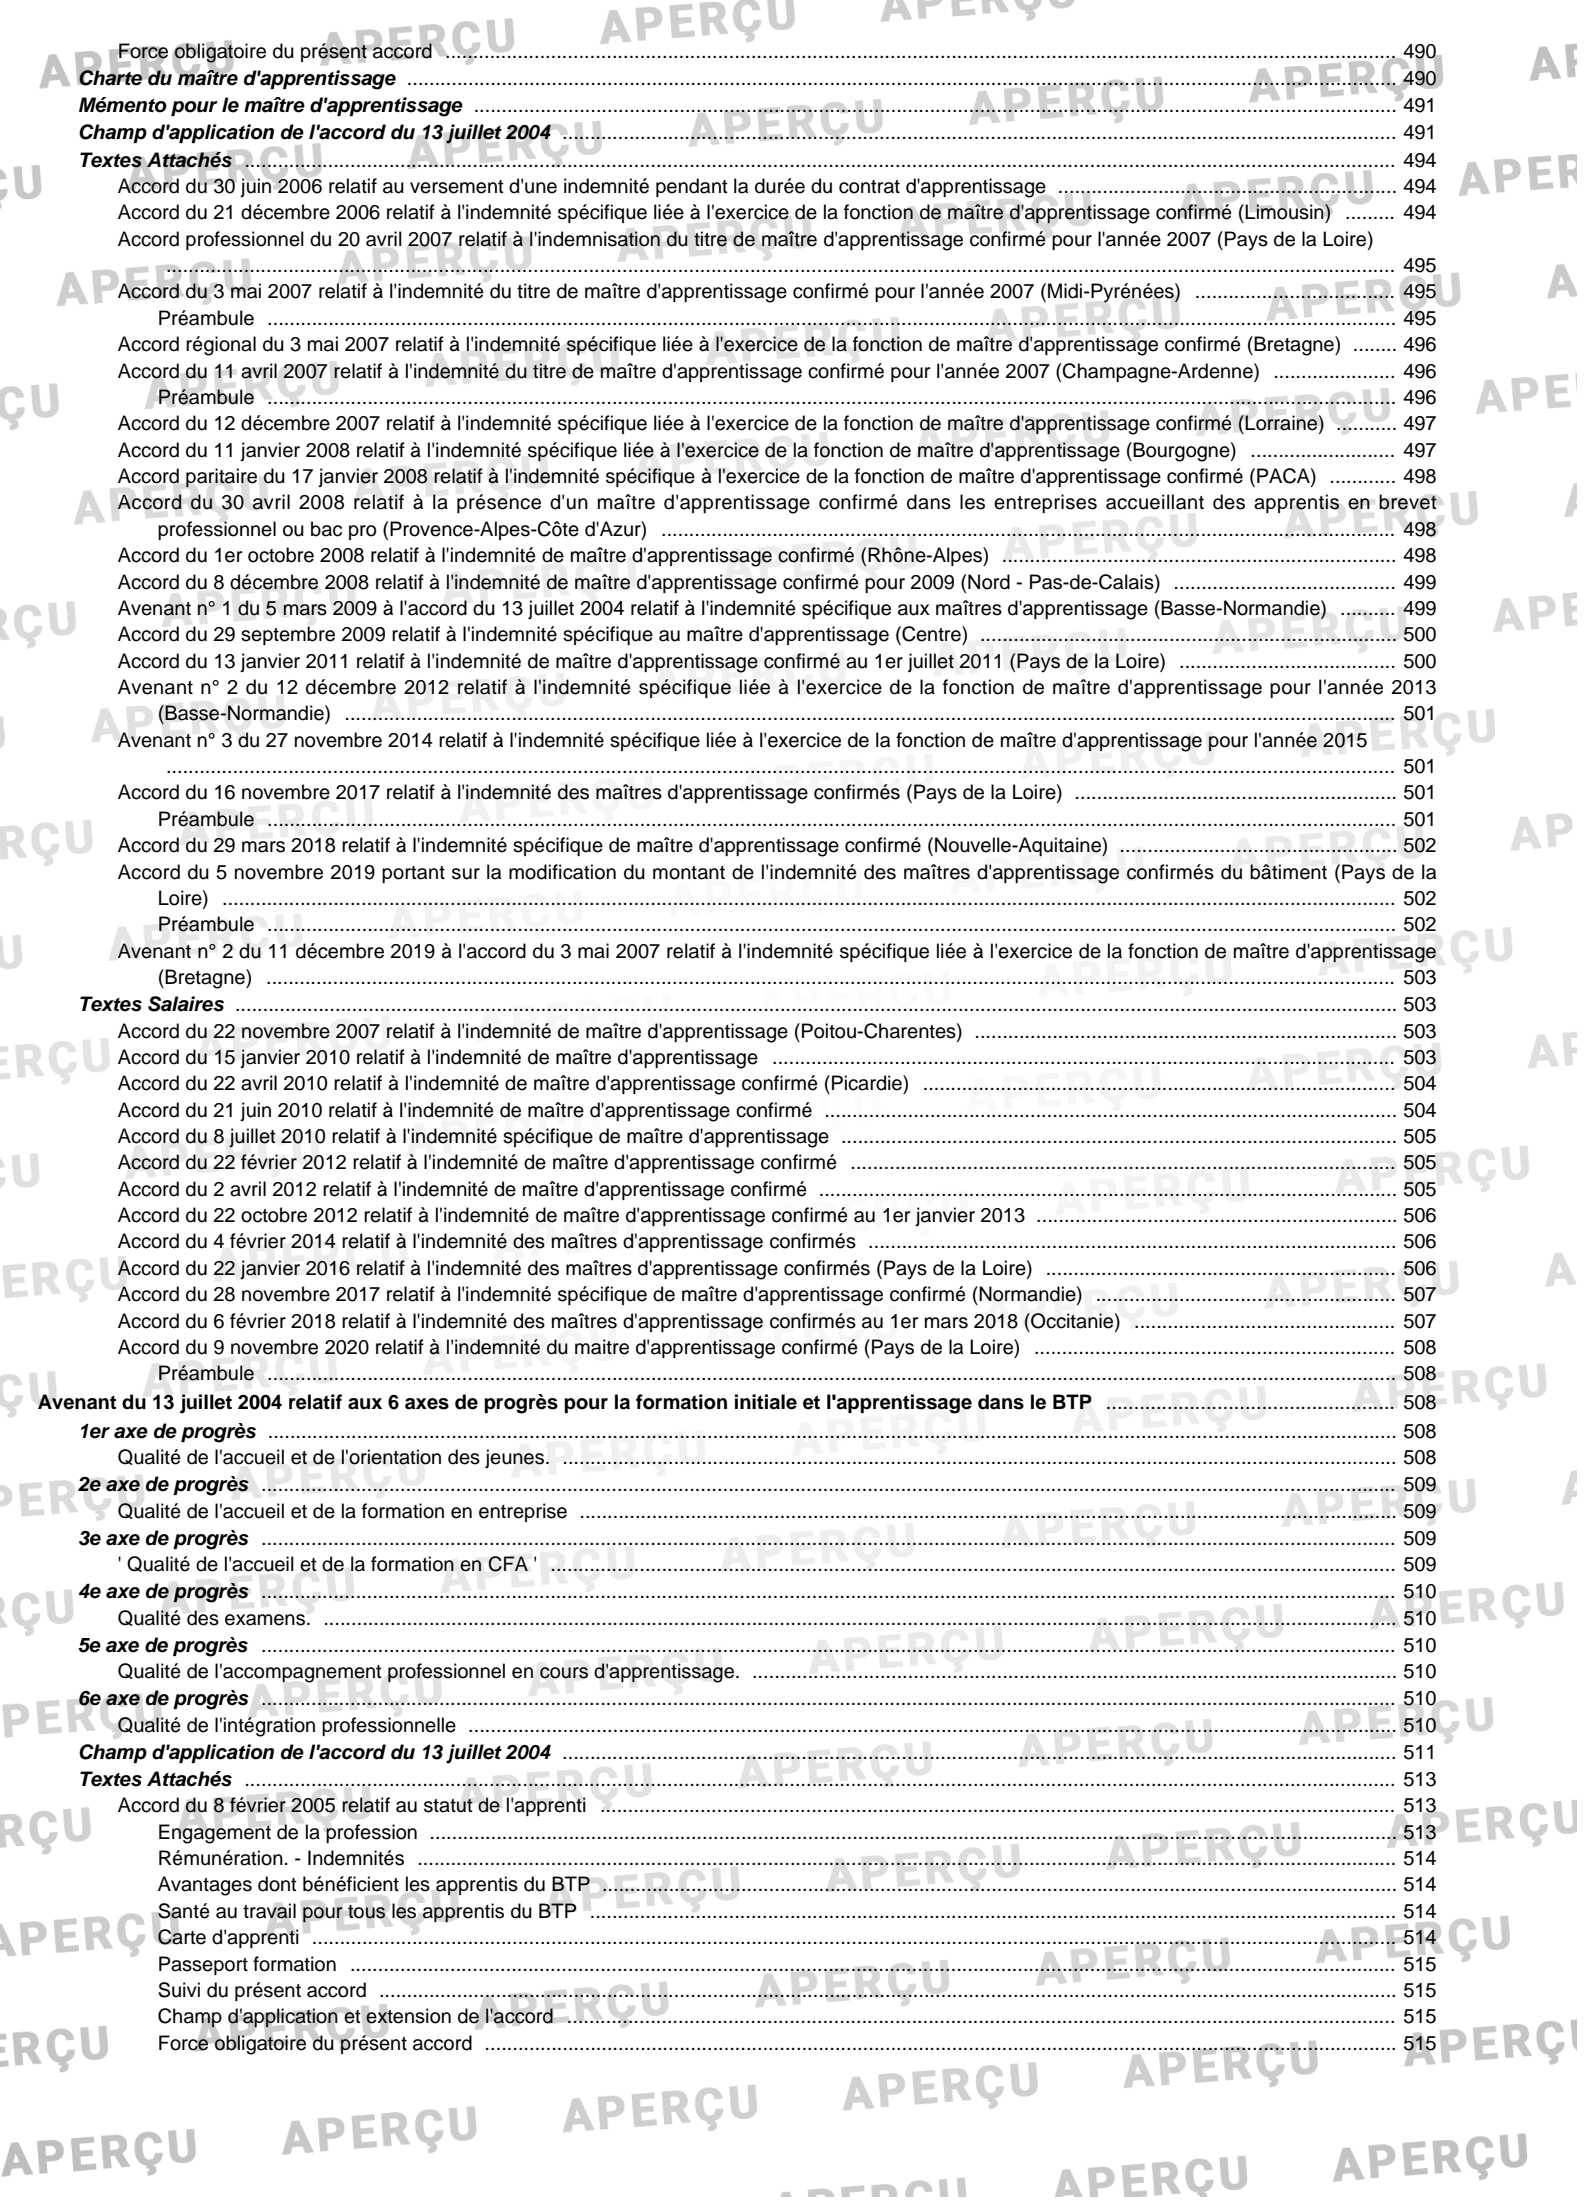 Force obligatoire du présent accord ........ 490
Charte du maître d'apprentissage ........ 490
Mémento pour le maître d'apprentissage ........ 491
Champ d'application de l'accord du 13 juillet 2004 ........ 491
Textes Attachés ........ 494
Accord du 30 juin 2006 relatif au versement d'une indemnité pendant la durée du contrat d'apprentissage ........ 494
Accord du 21 décembre 2006 relatif à l'indemnité spécifique liée à l'exercice de la fonction de maître d'apprentissage confirmé (Limousin) ........ 494
Accord professionnel du 20 avril 2007 relatif à l'indemnisation du titre de maître d'apprentissage confirmé pour l'année 2007 (Pays de la Loire)
........ 495
Accord du 3 mai 2007 relatif à l'indemnité du titre de maître d'apprentissage confirmé pour l'année 2007 (Midi-Pyrénées) ........ 495
Préambule ........ 495
Accord régional du 3 mai 2007 relatif à l'indemnité spécifique liée à l'exercice de la fonction de maître d'apprentissage confirmé (Bretagne) ........ 496
Accord du 11 avril 2007 relatif à l'indemnité du titre de maître d'apprentissage confirmé pour l'année 2007 (Champagne-Ardenne) ........ 496
Préambule ........ 496
Accord du 12 décembre 2007 relatif à l'indemnité spécifique liée à l'exercice de la fonction de maître d'apprentissage confirmé (Lorraine) ........ 497
Accord du 11 janvier 2008 relatif à l'indemnité spécifique liée à l'exercice de la fonction de maître d'apprentissage (Bourgogne) ........ 497
Accord paritaire du 17 janvier 2008 relatif à l'indemnité spécifique à l'exercice de la fonction de maître d'apprentissage confirmé (PACA) ........ 498
Accord du 30 avril 2008 relatif à la présence d'un maître d'apprentissage confirmé dans les entreprises accueillant des apprentis en brevet
professionnel ou bac pro (Provence-Alpes-Côte d'Azur) ........ 498
Accord du 1er octobre 2008 relatif à l'indemnité de maître d'apprentissage confirmé (Rhône-Alpes) ........ 498
Accord du 8 décembre 2008 relatif à l'indemnité de maître d'apprentissage confirmé pour 2009 (Nord - Pas-de-Calais) ........ 499
Avenant n° 1 du 5 mars 2009 à l'accord du 13 juillet 2004 relatif à l'indemnité spécifique aux maîtres d'apprentissage (Basse-Normandie) ........ 499
Accord du 29 septembre 2009 relatif à l'indemnité spécifique au maître d'apprentissage (Centre) ........ 500
Accord du 13 janvier 2011 relatif à l'indemnité de maître d'apprentissage confirmé au 1er juillet 2011 (Pays de la Loire) ........ 500
Avenant n° 2 du 12 décembre 2012 relatif à l'indemnité spécifique liée à l'exercice de la fonction de maître d'apprentissage pour l'année 2013
(Basse-Normandie) ........ 501
Avenant n° 3 du 27 novembre 2014 relatif à l'indemnité spécifique liée à l'exercice de la fonction de maître d'apprentissage pour l'année 2015
........ 501
Accord du 16 novembre 2017 relatif à l'indemnité des maîtres d'apprentissage confirmés (Pays de la Loire) ........ 501
Préambule ........ 501
Accord du 29 mars 2018 relatif à l'indemnité spécifique de maître d'apprentissage confirmé (Nouvelle-Aquitaine) ........ 502
Accord du 5 novembre 2019 portant sur la modification du montant de l'indemnité des maîtres d'apprentissage confirmés du bâtiment (Pays de la
Loire) ........ 502
Préambule ........ 502
Avenant n° 2 du 11 décembre 2019 à l'accord du 3 mai 2007 relatif à l'indemnité spécifique liée à l'exercice de la fonction de maître d'apprentissage
(Bretagne) ........ 503
Textes Salaires ........ 503
Accord du 22 novembre 2007 relatif à l'indemnité de maître d'apprentissage (Poitou-Charentes) ........ 503
Accord du 15 janvier 2010 relatif à l'indemnité de maître d'apprentissage ........ 503
Accord du 22 avril 2010 relatif à l'indemnité de maître d'apprentissage confirmé (Picardie) ........ 504
Accord du 21 juin 2010 relatif à l'indemnité de maître d'apprentissage confirmé ........ 504
Accord du 8 juillet 2010 relatif à l'indemnité spécifique de maître d'apprentissage ........ 505
Accord du 22 février 2012 relatif à l'indemnité de maître d'apprentissage confirmé ........ 505
Accord du 2 avril 2012 relatif à l'indemnité de maître d'apprentissage confirmé ........ 505
Accord du 22 octobre 2012 relatif à l'indemnité de maître d'apprentissage confirmé au 1er janvier 2013 ........ 506
Accord du 4 février 2014 relatif à l'indemnité des maîtres d'apprentissage confirmés ........ 506
Accord du 22 janvier 2016 relatif à l'indemnité des maîtres d'apprentissage confirmés (Pays de la Loire) ........ 506
Accord du 28 novembre 2017 relatif à l'indemnité spécifique de maître d'apprentissage confirmé (Normandie) ........ 507
Accord du 6 février 2018 relatif à l'indemnité des maîtres d'apprentissage confirmés au 1er mars 2018 (Occitanie) ........ 507
Accord du 9 novembre 2020 relatif à l'indemnité du maitre d'apprentissage confirmé (Pays de la Loire) ........ 508
Préambule ........ 508
Avenant du 13 juillet 2004 relatif aux 6 axes de progrès pour la formation initiale et l'apprentissage dans le BTP ........ 508
1er axe de progrès ........ 508
Qualité de l'accueil et de l'orientation des jeunes. ........ 508
2e axe de progrès ........ 509
Qualité de l'accueil et de la formation en entreprise ........ 509
3e axe de progrès ........ 509
' Qualité de l'accueil et de la formation en CFA ' ........ 509
4e axe de progrès ........ 510
Qualité des examens. ........ 510
5e axe de progrès ........ 510
Qualité de l'accompagnement professionnel en cours d'apprentissage. ........ 510
6e axe de progrès ........ 510
Qualité de l'intégration professionnelle ........ 510
Champ d'application de l'accord du 13 juillet 2004 ........ 511
Textes Attachés ........ 513
Accord du 8 février 2005 relatif au statut de l'apprenti ........ 513
Engagement de la profession ........ 513
Rémunération. - Indemnités ........ 514
Avantages dont bénéficient les apprentis du BTP ........ 514
Santé au travail pour tous les apprentis du BTP ........ 514
Carte d'apprenti ........ 514
Passeport formation ........ 515
Suivi du présent accord ........ 515
Champ d'application et extension de l'accord ........ 515
Force obligatoire du présent accord ........ 515
APERÇU